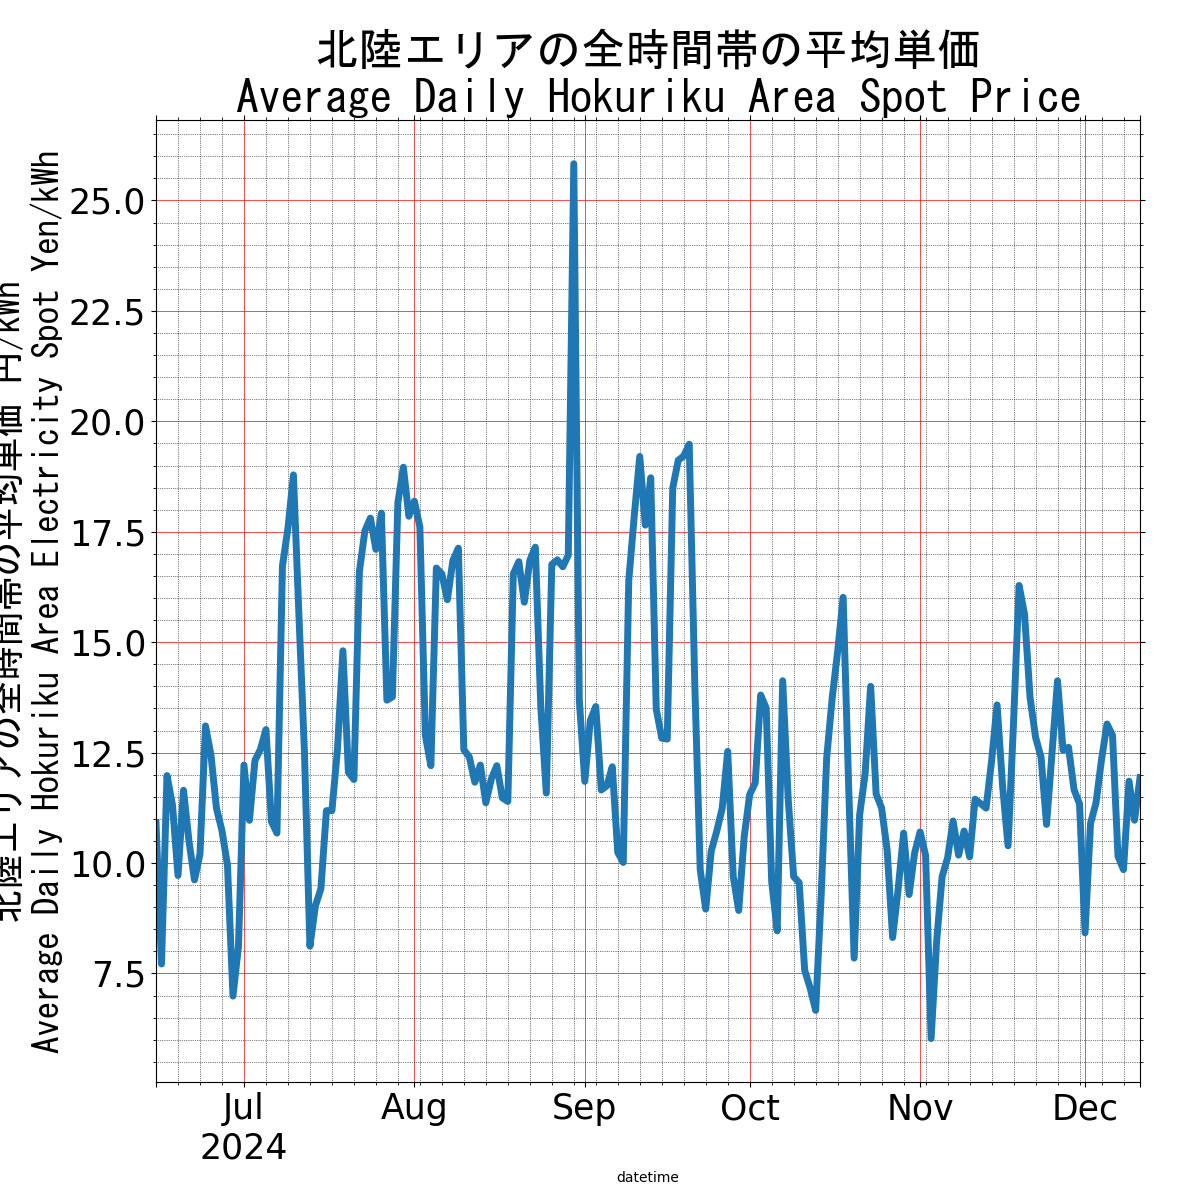 北陸エリアの全時間帯の平均単価
Average Daily Hokuriku Area Spot Price
北陸エリアの全時間帯の平均単価 円/kWh
Average Daily Hokuriku Area Electricity Spot Yen/kWh
25.0
22.5
20.0
17.5
15.0
12.5
10.0
7.5
Jul Aug Sep Oct Nov Dec
2024
datetime